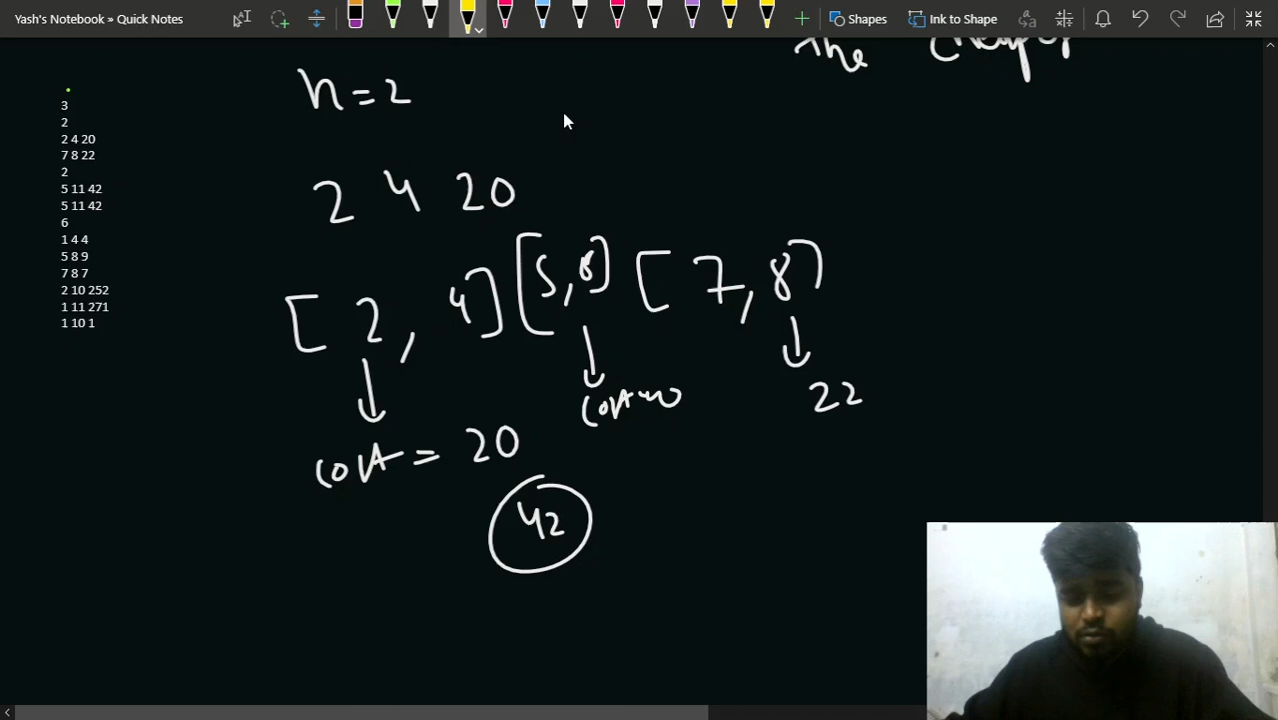 Yash's Notebook » Quick Notes
Shapes
Ink to Shape
the
3
2
2 4 20
7 8 22
2
5 11 42
5 11 42
6
1 4 4
5 8 9
7 8 7
2 10 252
1 11 271
1 10 1
n=2
2 4 20
[ 2, 4] [5, 8] [ 7, 8]
22
cost = 20
42